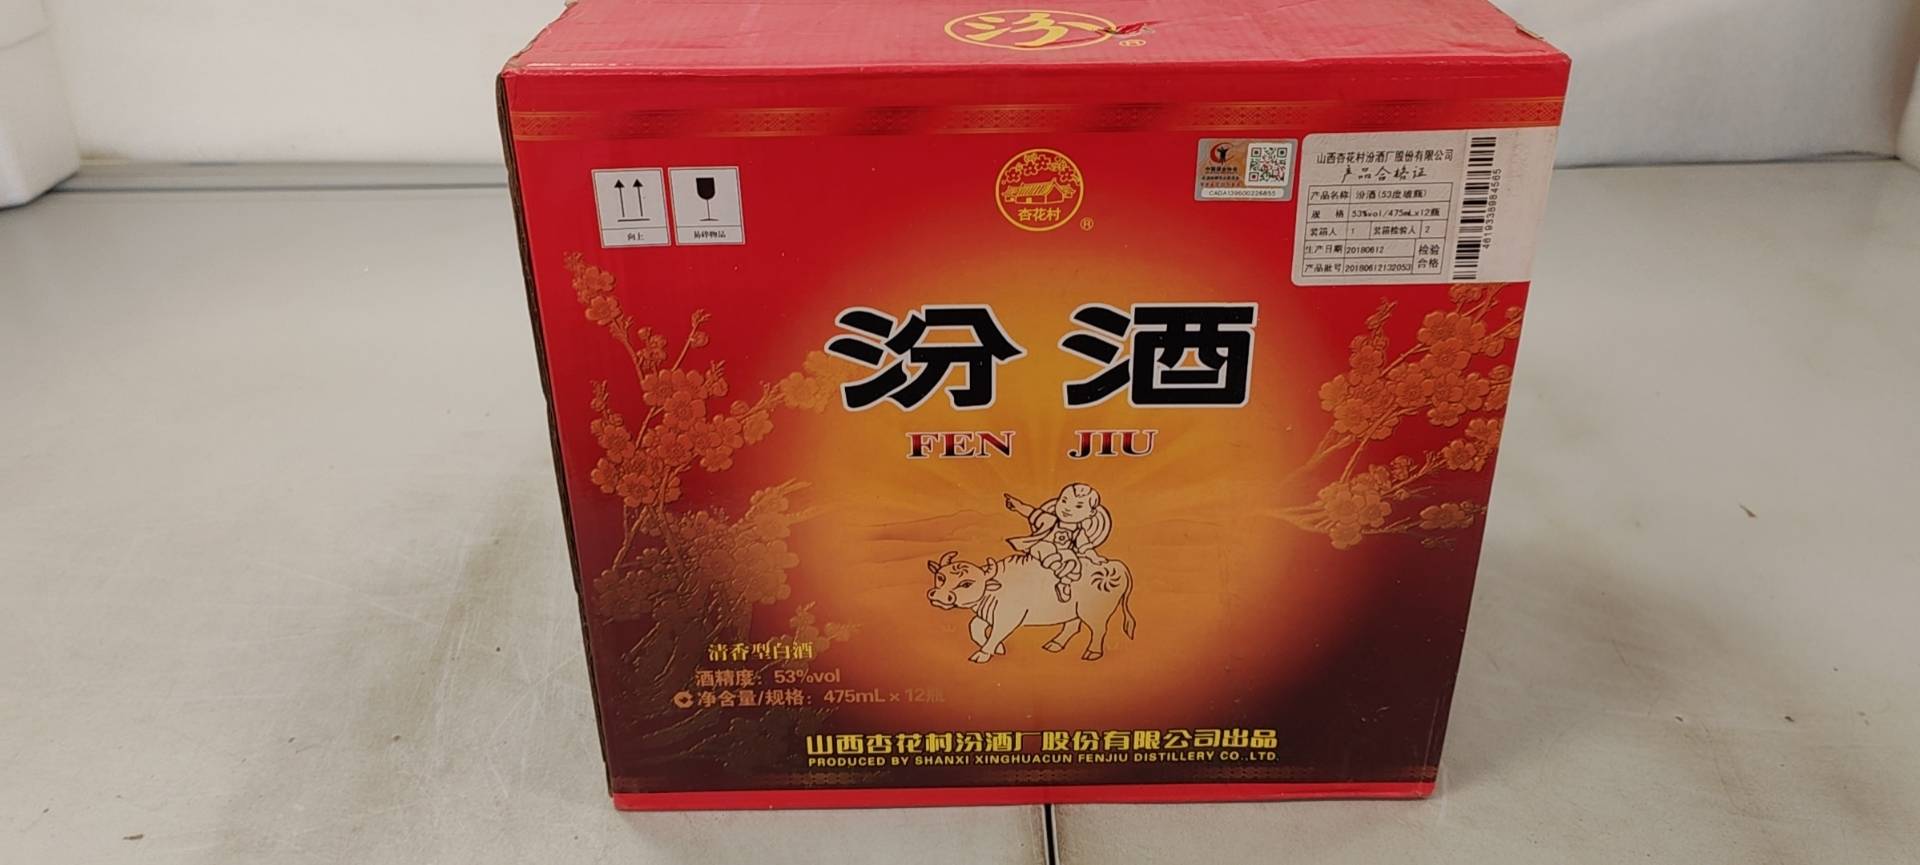 汾
®
向上
易碎物品
杏花村
®
CADA139600226855
山西杏花村汾酒厂股份有限公司
产品合格证
产品名称 汾酒(53度玻瓶)
规 格 53%vol/475mLx12瓶
装箱人 1 装箱检验人 2
生产日期 20180612 检验
产品批号 20180612132053 合格
汾酒
FEN JIU
清香型白酒
酒精度：53%vol
净含量/规格：475mL×12瓶
山西杏花村汾酒厂股份有限公司出品
PRODUCED BY SHANXI XINGHUACUN FENJIU DISTILLERY CO.,LTD.